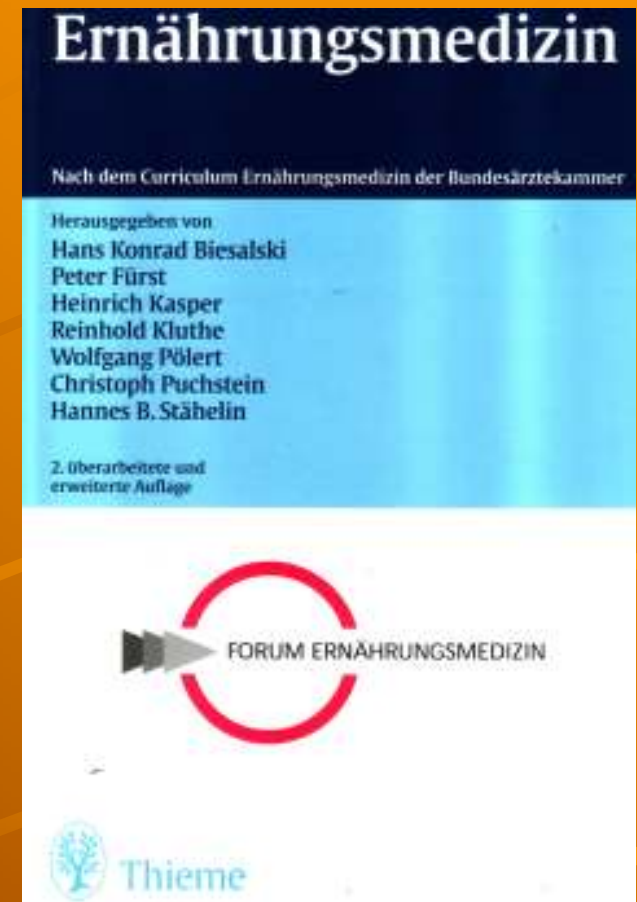 Ernährungsmedizin
Nach dem Curriculum Ernährungsmedizin der Bundesärztekammer
Herausgegeben von
Hans Konrad Biesalski
Peter Fürst
Heinrich Kasper
Reinhold Kluthe
Wolfgang Pölert
Christoph Puchstein
Hannes B. Stähelin
2. überarbeitete und
erweiterte Auflage
FORUM ERNÄHRUNGSMEDIZIN
Thieme